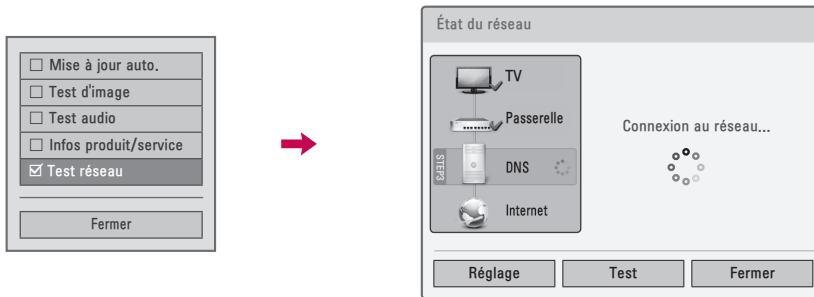 Mise à jour auto.
Test d'image
Test audio
Infos produit/service
Test réseau
Fermer
État du réseau
TV
Passerelle
STEP3
DNS
Internet
Connexion au réseau...
Réglage
Test
Fermer